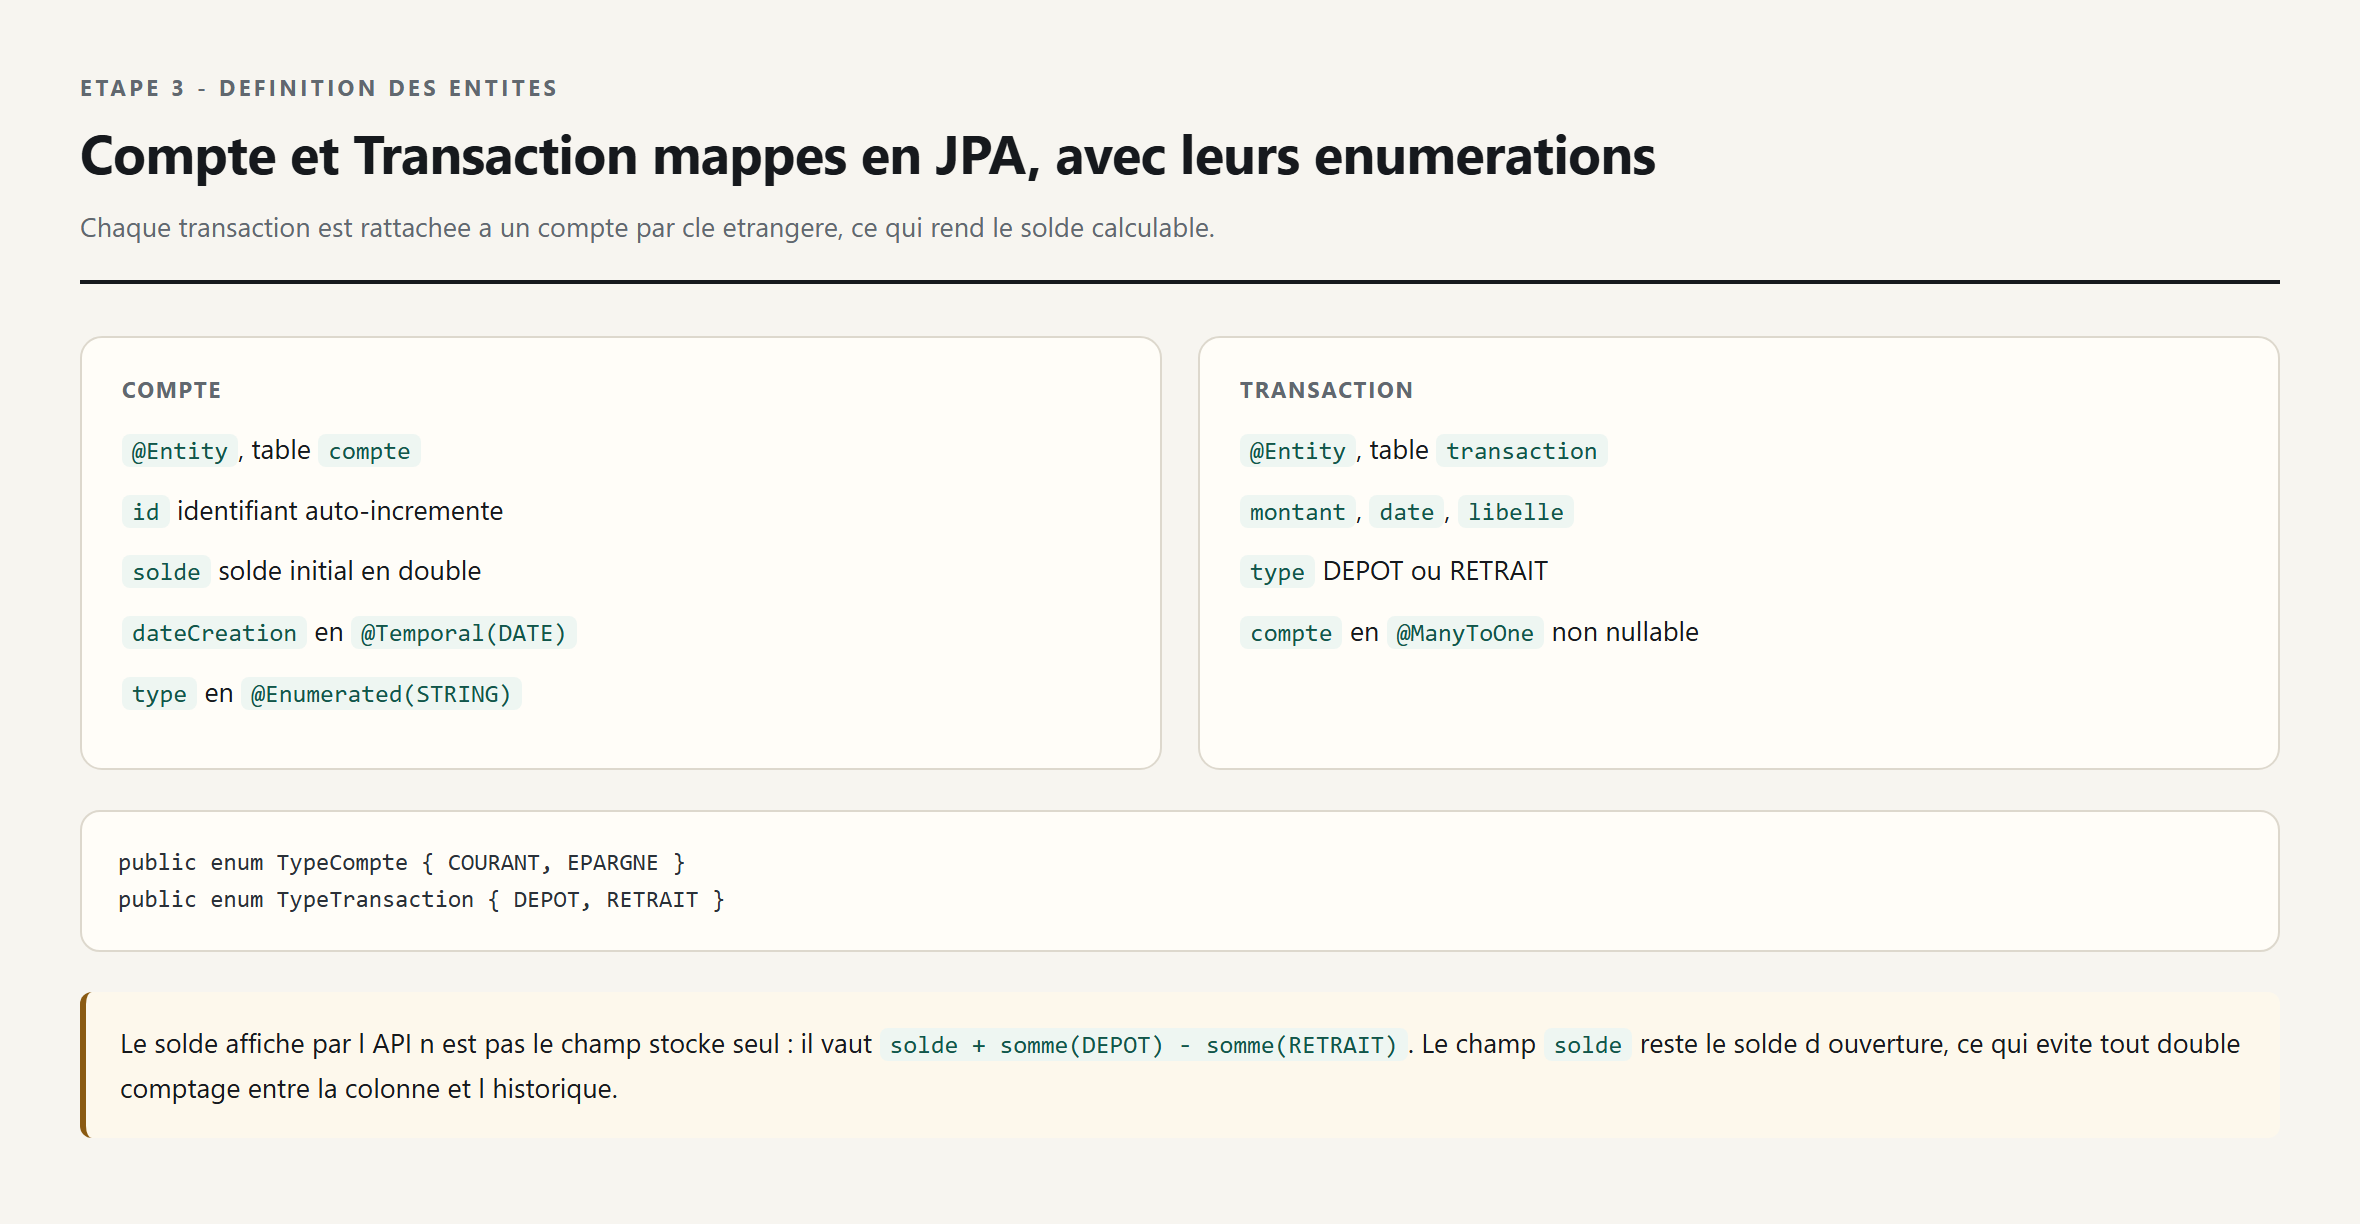 ETAPE 3 - DEFINITION DES ENTITES
Compte et Transaction mappes en JPA, avec leurs enumerations
Chaque transaction est rattachee a un compte par cle etrangere, ce qui rend le solde calculable.
COMPTE
@Entity , table compte
id identifiant auto-incremente
solde solde initial en double
dateCreation en @Temporal(DATE)
type en @Enumerated(STRING)
TRANSACTION
@Entity , table transaction
montant , date , libelle
type DEPOT ou RETRAIT
compte en @ManyToOne non nullable
public enum TypeCompte { COURANT, EPARGNE }
public enum TypeTransaction { DEPOT, RETRAIT }
Le solde affiche par l API n est pas le champ stocke seul : il vaut solde + somme(DEPOT) - somme(RETRAIT) . Le champ solde reste le solde d ouverture, ce qui evite tout double
comptage entre la colonne et l historique.